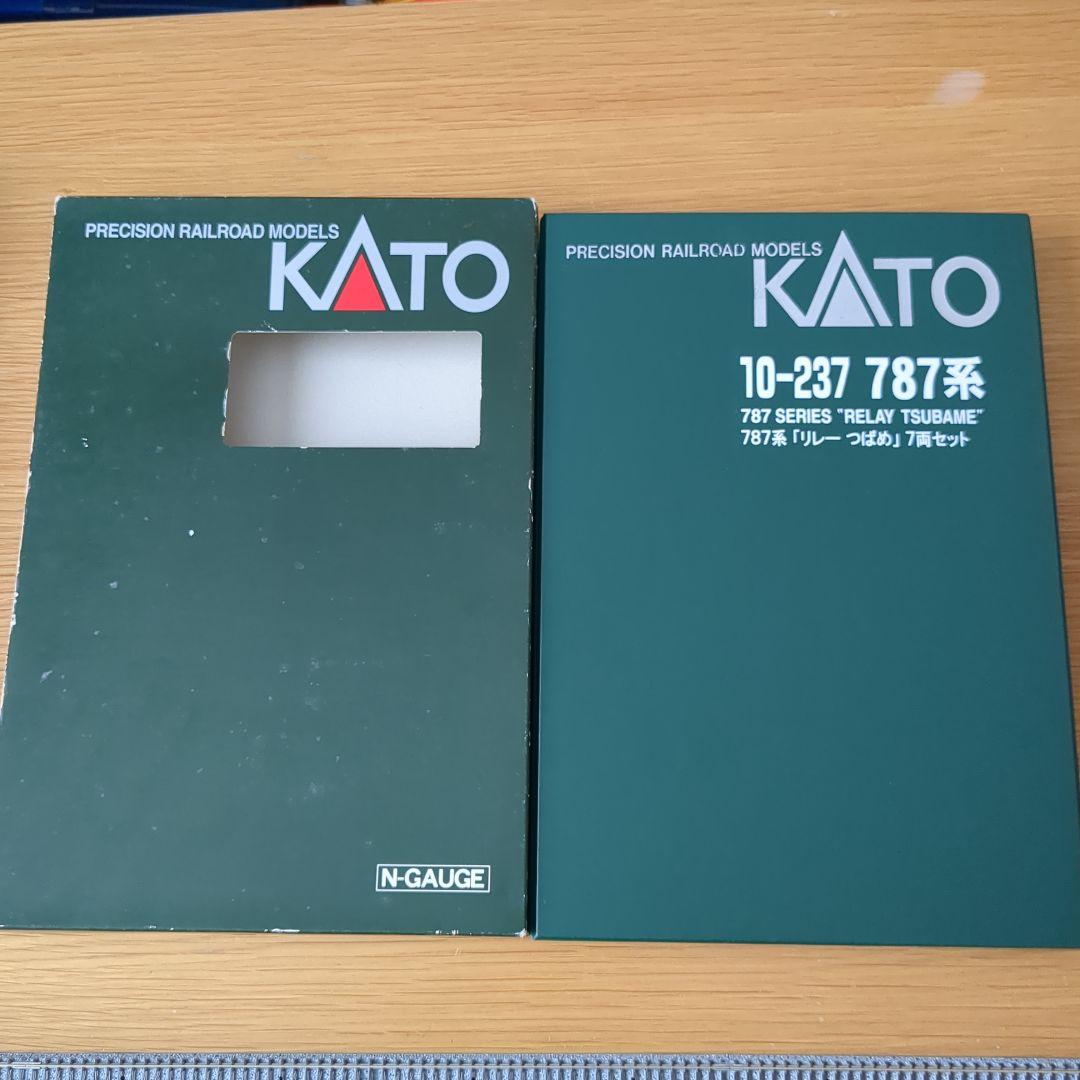 PRECISION RAILROAD MODELS
KATO
N-GAUGE
PRECISION RAILROAD MODELS
KATO
10-237 787系
787 SERIES "RELAY TSUBAME"
787系「リレー つばめ」7両セット